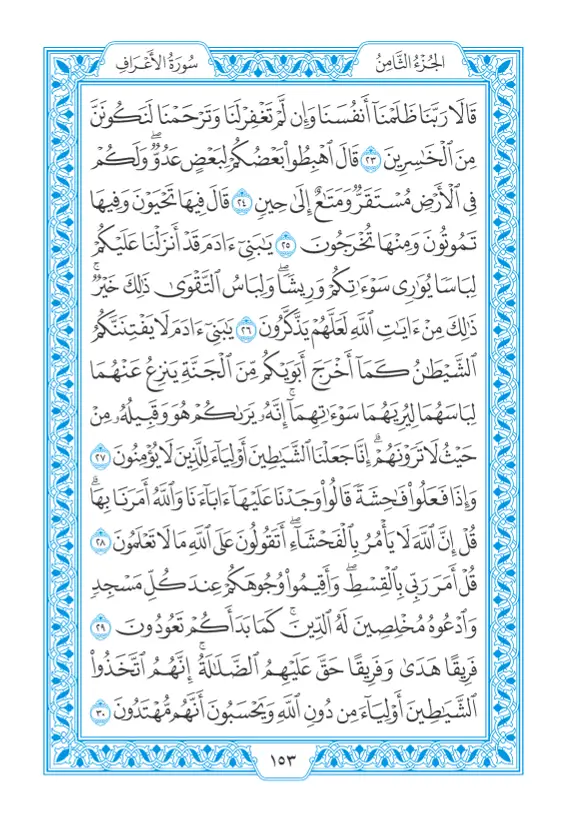 سُورَةُ الأَعْرَافِ
الجُزْءُ الثَّامِنُ
قَالَا رَبَّنَا ظَلَمْنَآ أَنفُسَنَا وَإِن لَّمْ تَغْفِرْ لَنَا وَتَرْحَمْنَا لَنَكُونَنَّ
مِنَ ٱلْخَٰسِرِينَ ٢٣ قَالَ ٱهْبِطُوا۟ بَعْضُكُمْ لِبَعْضٍ عَدُوٌّ ۖ وَلَكُمْ
فِى ٱلْأَرْضِ مُسْتَقَرٌّ وَمَتَٰعٌ إِلَىٰ حِينٍ ٢٤ قَالَ فِيهَا تَحْيَوْنَ وَفِيهَا
تَمُوتُونَ وَمِنْهَا تُخْرَجُونَ ٢٥ يَٰبَنِىٓ ءَادَمَ قَدْ أَنزَلْنَا عَلَيْكُمْ
لِبَاسًا يُوَٰرِى سَوْءَٰتِكُمْ وَرِيشًا ۖ وَلِبَاسُ ٱلتَّقْوَىٰ ذَٰلِكَ خَيْرٌ ۚ
ذَٰلِكَ مِنْ ءَايَٰتِ ٱللَّهِ لَعَلَّهُمْ يَذَّكَّرُونَ ٢٦ يَٰبَنِىٓ ءَادَمَ لَا يَفْتِنَنَّكُمُ
ٱلشَّيْطَٰنُ كَمَآ أَخْرَجَ أَبَوَيْكُم مِّنَ ٱلْجَنَّةِ يَنزِعُ عَنْهُمَا
لِبَاسَهُمَا لِيُرِيَهُمَا سَوْءَٰتِهِمَآ ۗ إِنَّهُۥ يَرَىٰكُمْ هُوَ وَقَبِيلُهُۥ مِنْ
حَيْثُ لَا تَرَوْنَهُمْ ۗ إِنَّا جَعَلْنَا ٱلشَّيَٰطِينَ أَوْلِيَآءَ لِلَّذِينَ لَا يُؤْمِنُونَ ٢٧
وَإِذَا فَعَلُوا۟ فَٰحِشَةً قَالُوا۟ وَجَدْنَا عَلَيْهَآ ءَابَآءَنَا وَٱللَّهُ أَمَرَنَا بِهَا ۗ
قُلْ إِنَّ ٱللَّهَ لَا يَأْمُرُ بِٱلْفَحْشَآءِ ۖ أَتَقُولُونَ عَلَى ٱللَّهِ مَا لَا تَعْلَمُونَ ٢٨
قُلْ أَمَرَ رَبِّى بِٱلْقِسْطِ ۖ وَأَقِيمُوا۟ وُجُوهَكُمْ عِندَ كُلِّ مَسْجِدٍ
وَٱدْعُوهُ مُخْلِصِينَ لَهُ ٱلدِّينَ ۚ كَمَا بَدَأَكُمْ تَعُودُونَ ٢٩
فَرِيقًا هَدَىٰ وَفَرِيقًا حَقَّ عَلَيْهِمُ ٱلضَّلَٰلَةُ ۗ إِنَّهُمُ ٱتَّخَذُوا۟
ٱلشَّيَٰطِينَ أَوْلِيَآءَ مِن دُونِ ٱللَّهِ وَيَحْسَبُونَ أَنَّهُم مُّهْتَدُونَ ٣٠
١٥٣